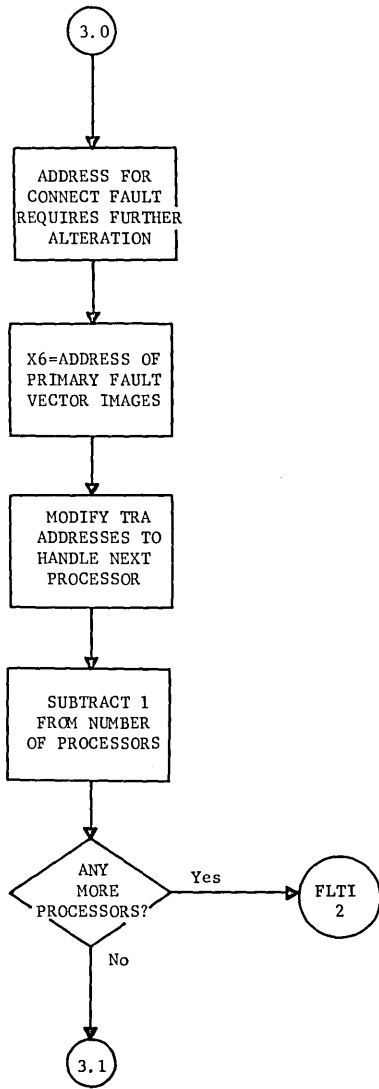 3.0
ADDRESS FOR
CONNECT FAULT
REQUIRES FURTHER
ALTERATION
X6=ADDRESS OF
PRIMARY FAULT
VECTOR IMAGES
MODIFY TRA
ADDRESSES TO
HANDLE NEXT
PROCESSOR
SUBTRACT 1
FROM NUMBER
OF PROCESSORS
ANY
MORE
PROCESSORS?
Yes
FLTI
2
No
3.1